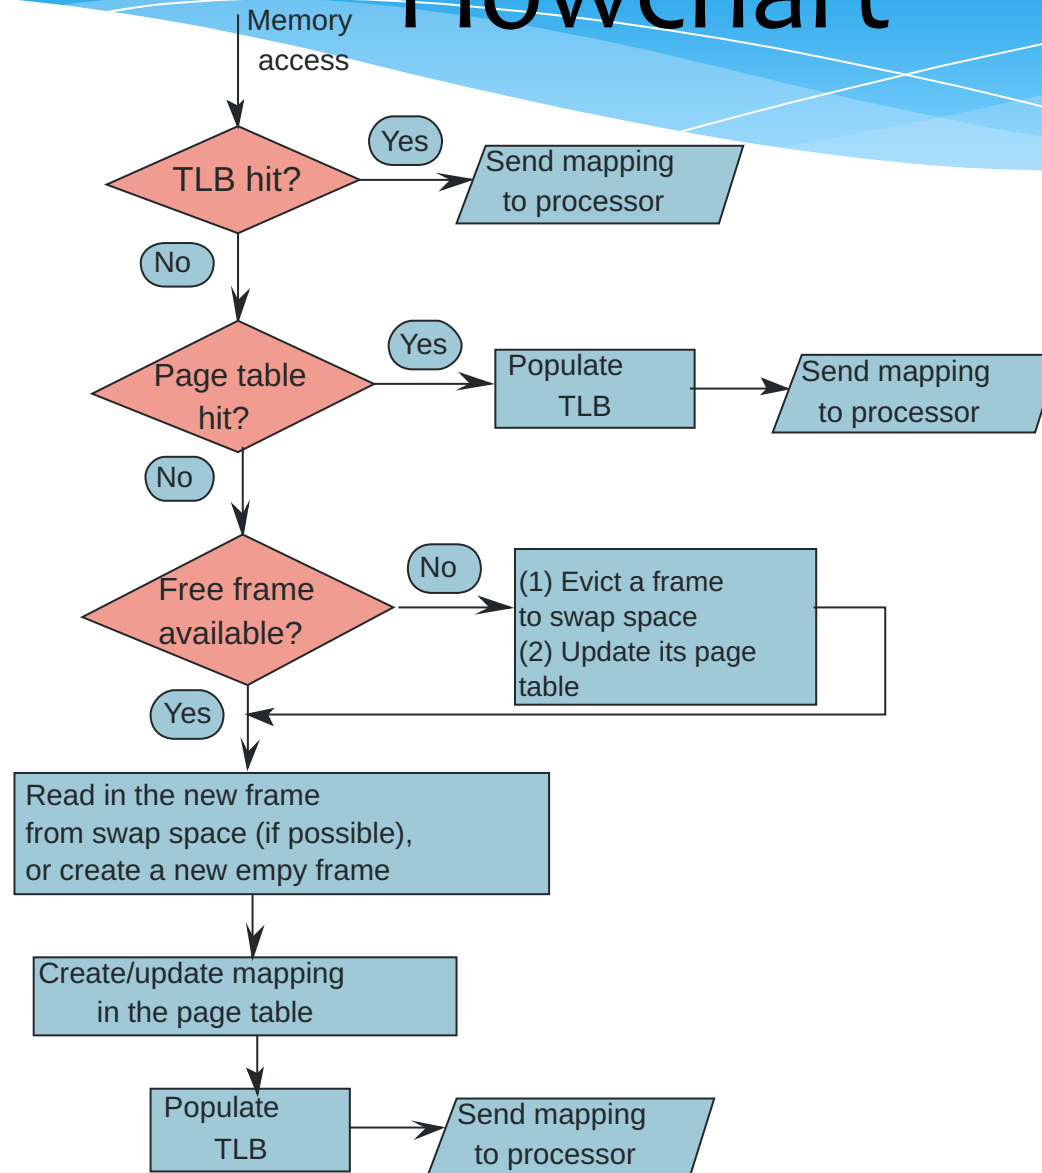 Flowchart
Memory
access
Yes
TLB hit?
Send mapping
to processor
No
Yes
Page table
hit?
Populate
TLB
Send mapping
to processor
No
No
Free frame
available?
(1) Evict a frame
to swap space
(2) Update its page
table
Yes
Read in the new frame
from swap space (if possible),
or create a new empy frame
Create/update mapping
in the page table
Populate
TLB
Send mapping
to processor